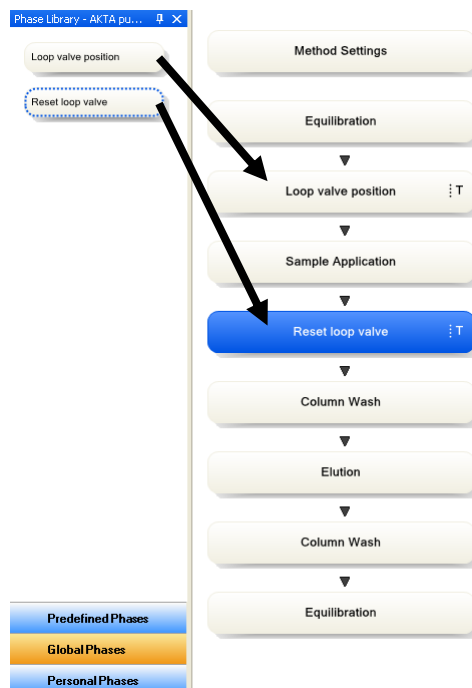 Phase Library - AKTA pu...
Loop valve position
Reset loop valve
Predefined Phases
Global Phases
Personal Phases
Method Settings
Equilibration
Loop valve position T
Sample Application
Reset loop valve T
Column Wash
Elution
Column Wash
Equilibration